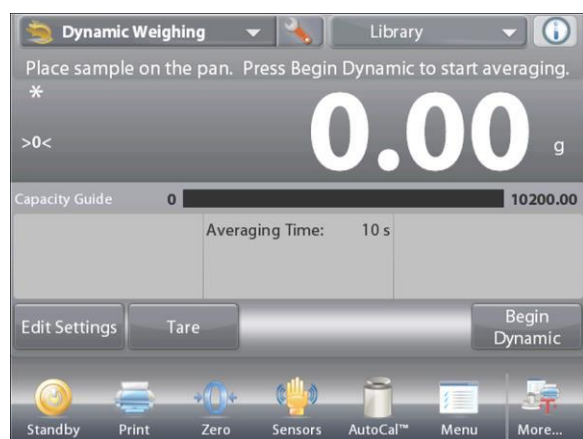 Dynamic Weighing Library
Place sample on the pan. Press Begin Dynamic to start averaging.
*
>0<
0.00 g
Capacity Guide 0 10200.00
Averaging Time: 10 s
Edit Settings Tare Begin Dynamic
Standby Print Zero Sensors AutoCal™ Menu More...